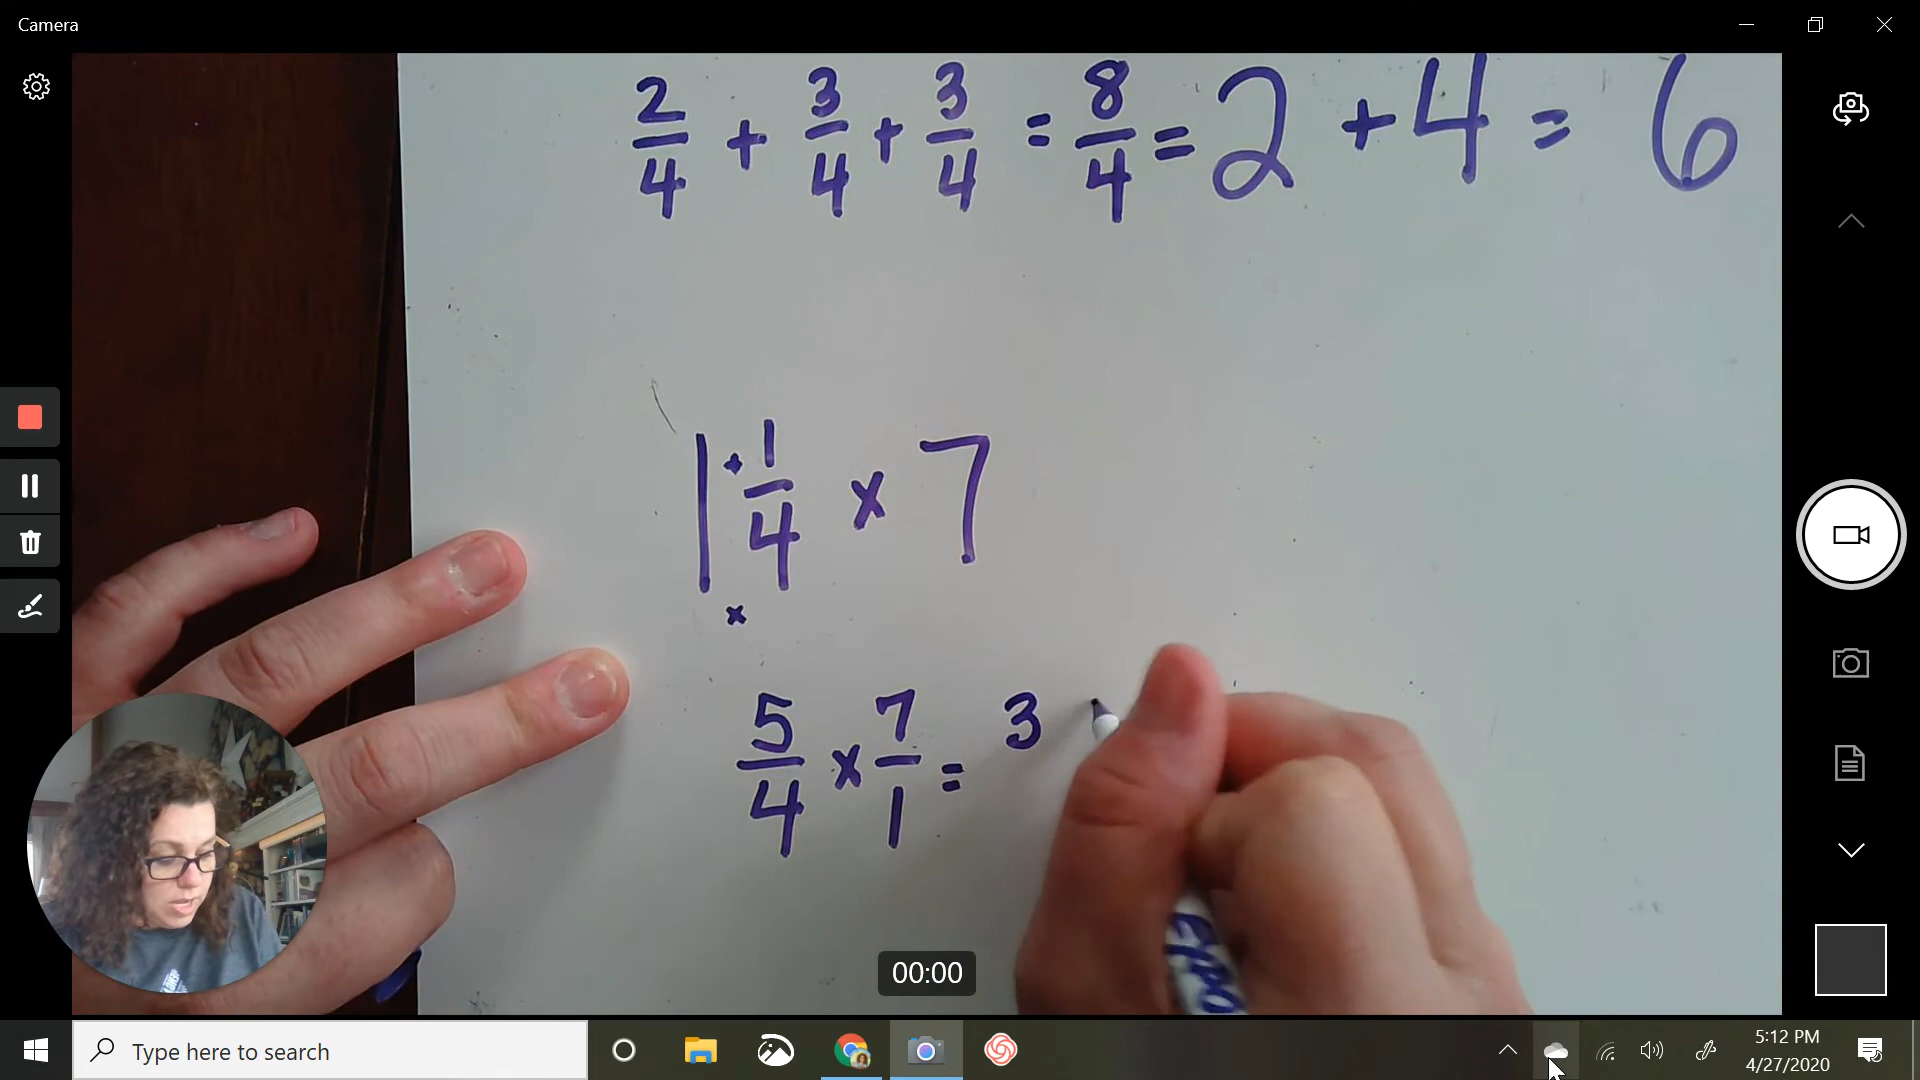 Camera
2/4 + 3/4 + 3/4 = 8/4 = 2 + 4 = 6
1 + 1/4 x 7
x
5/4 x 7/1 = 3
Expo
00:00
Type here to search
5:12 PM
4/27/2020